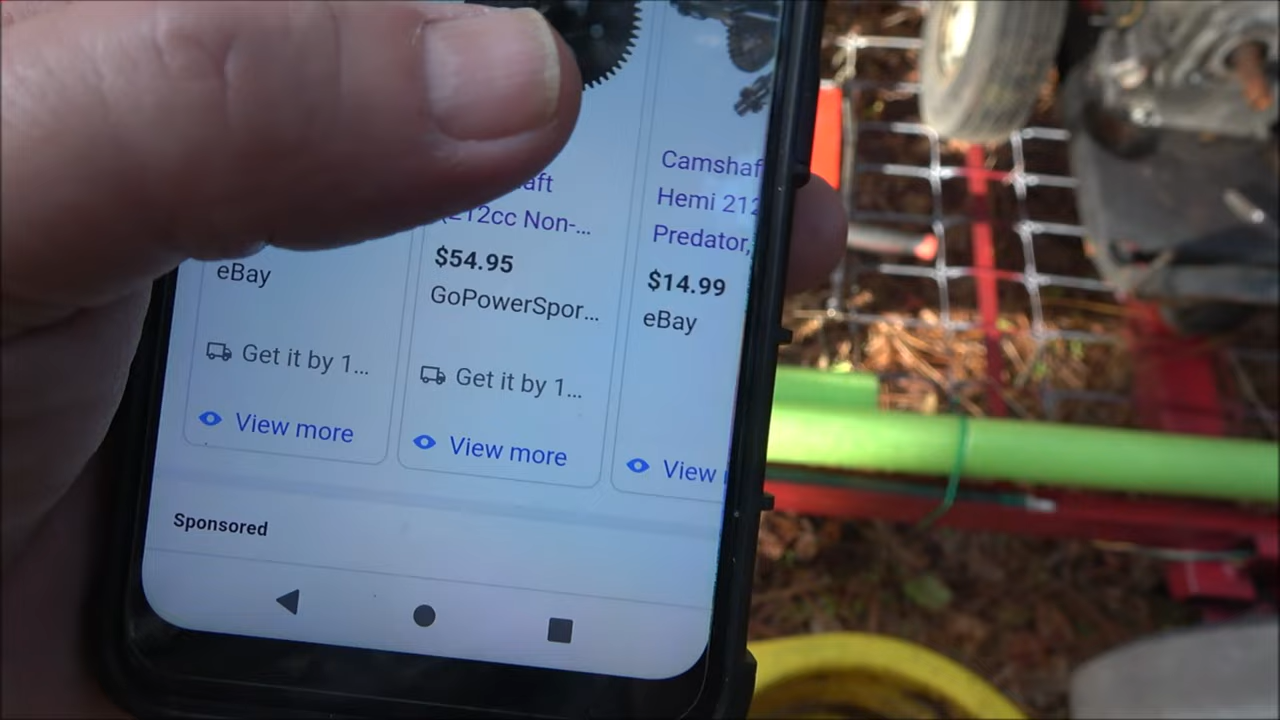 eBay
Get it by 1...
View more
aft
(212cc Non-...
$54.95
GoPowerSpor...
Get it by 1...
View more
Camshaf
Hemi 212
Predator,
$14.99
eBay
View
Sponsored